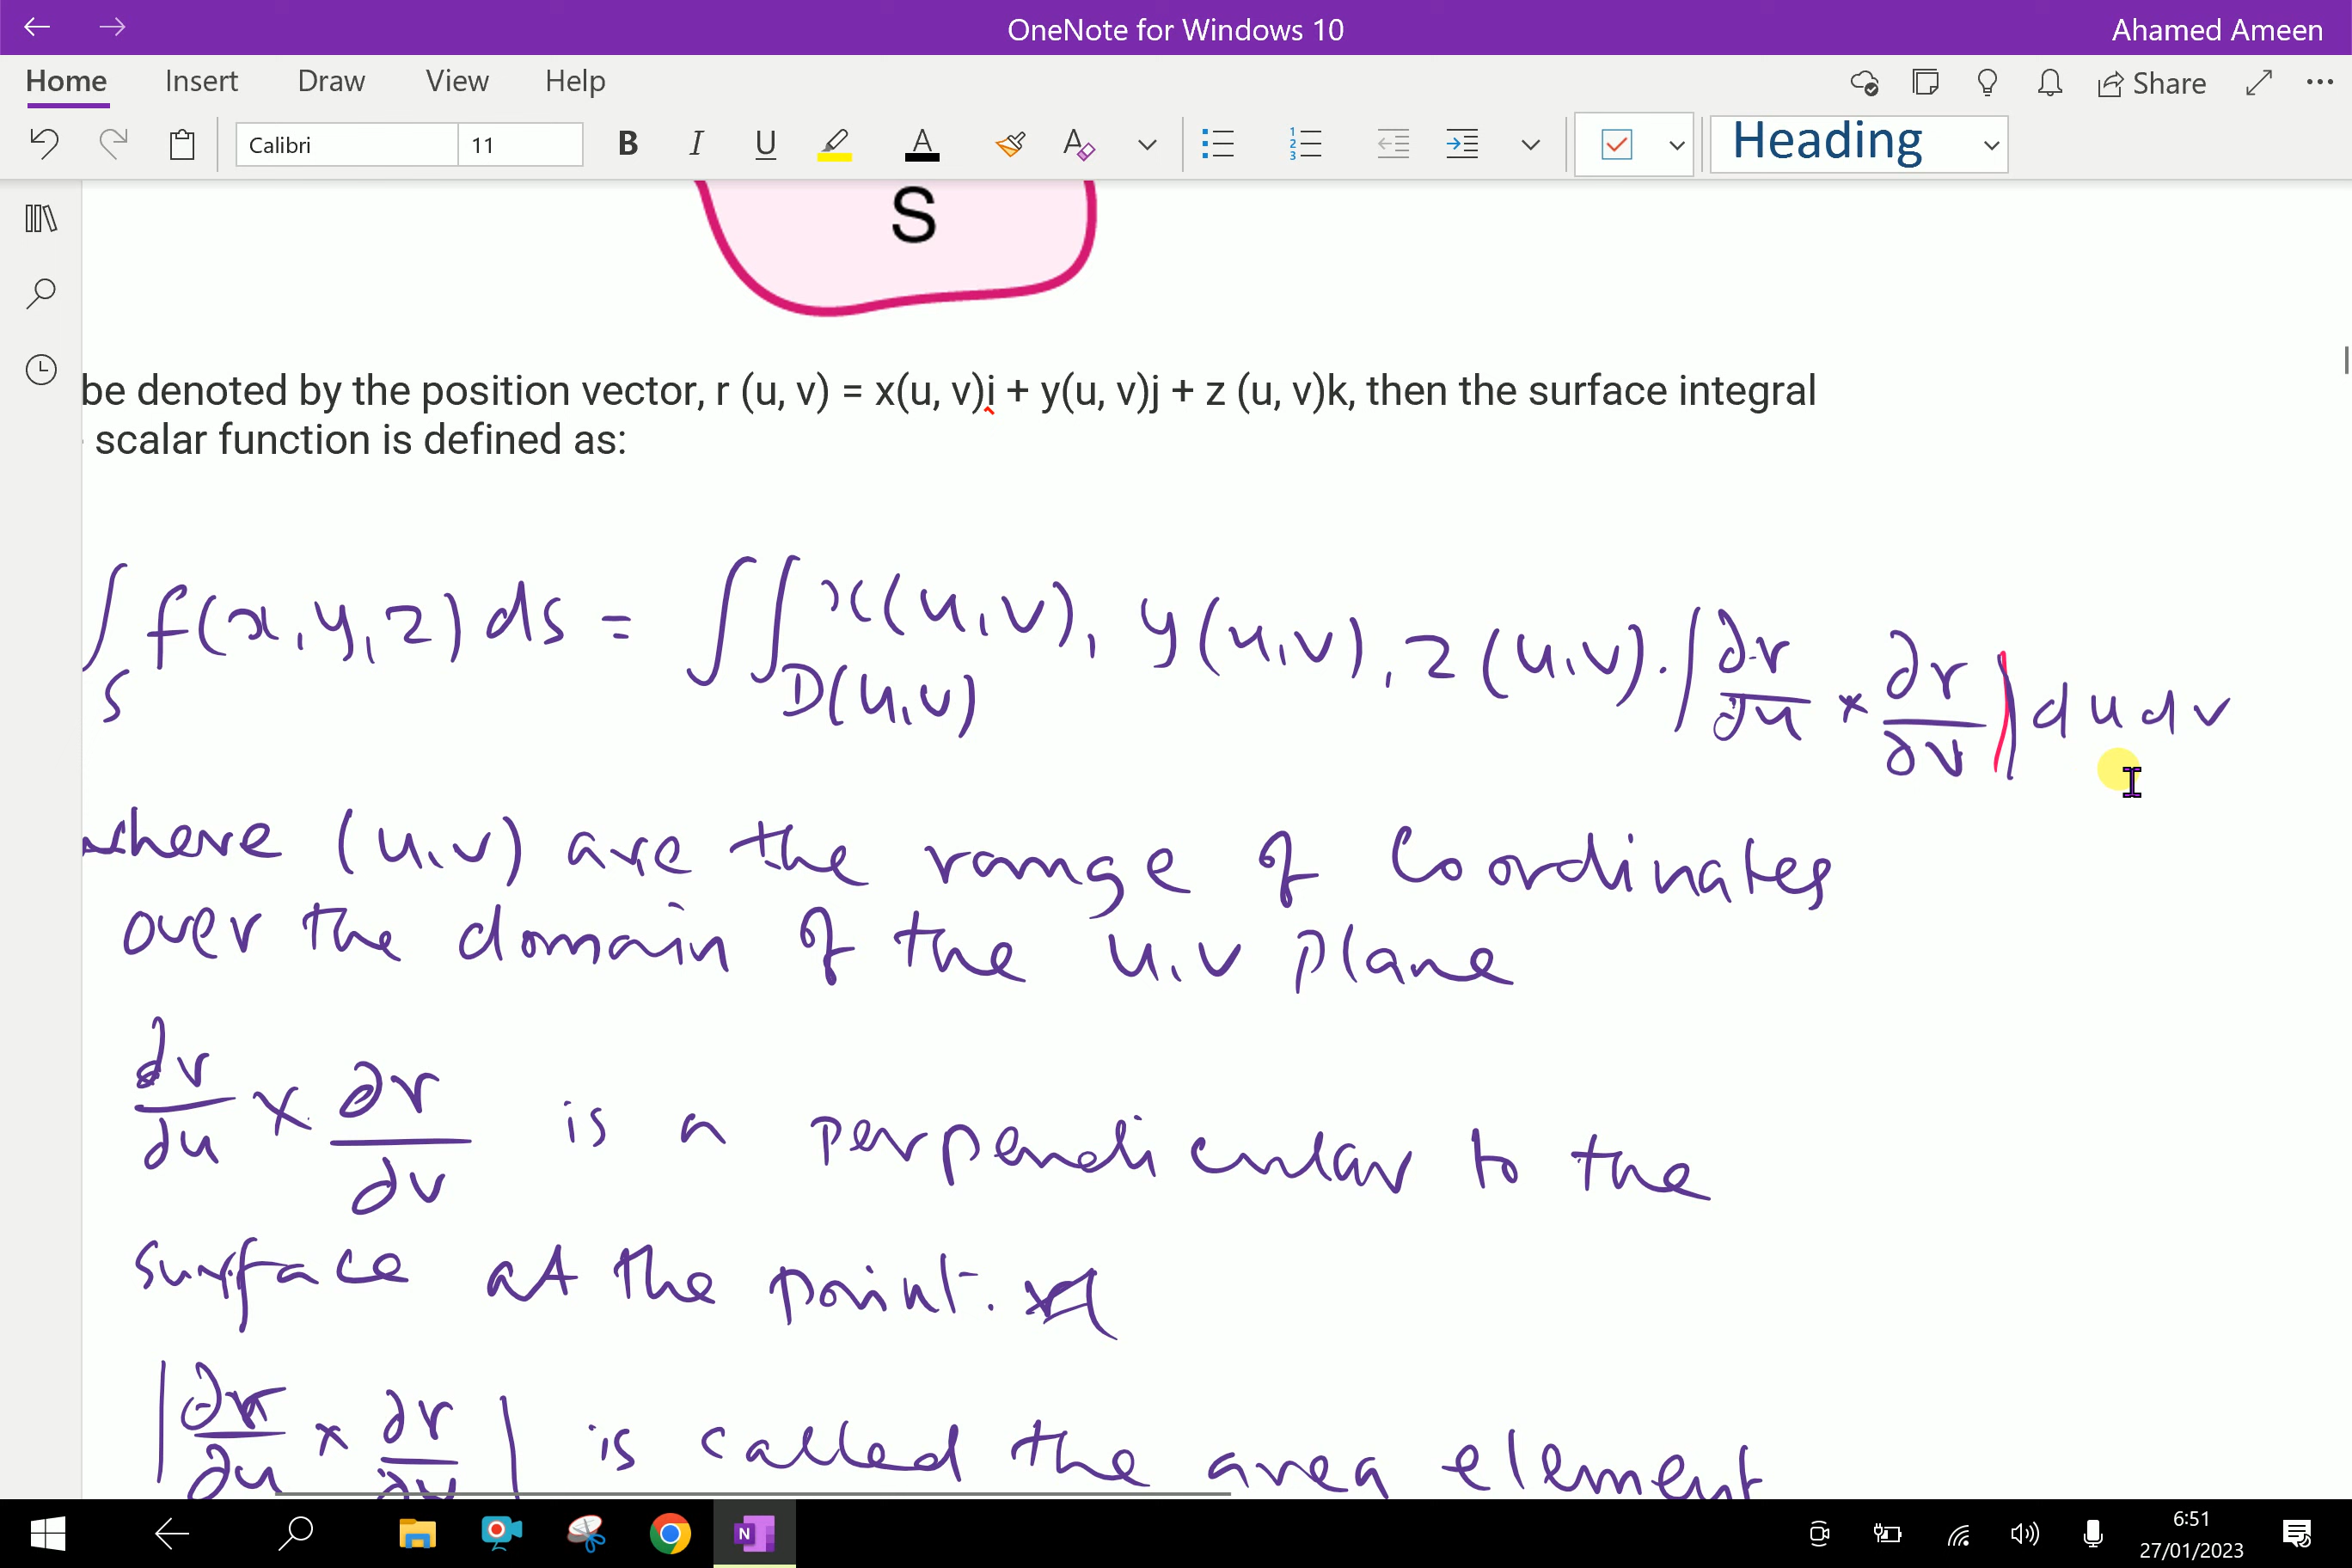 OneNote for Windows 10
Ahamed Ameen
Home Insert Draw View Help
Share
Calibri 11 B I U A A Heading
S
be denoted by the position vector, r (u, v) = x(u, v)i + y(u, v)j + z (u, v)k, then the surface integral
scalar function is defined as:
∫_S f(x,y,z) ds = ∫∫_D(u,v) x(u,v), y(u,v), z(u,v).|∂r/∂u × ∂r/∂v| du dv
where (u,v) are the range of Coordinates
over the domain of the u,v plane
∂r/∂u × ∂r/∂v is a perpendicular to the
surface at the point.
|∂r/∂u × ∂r/∂v| is called the area element
6:51
27/01/2023